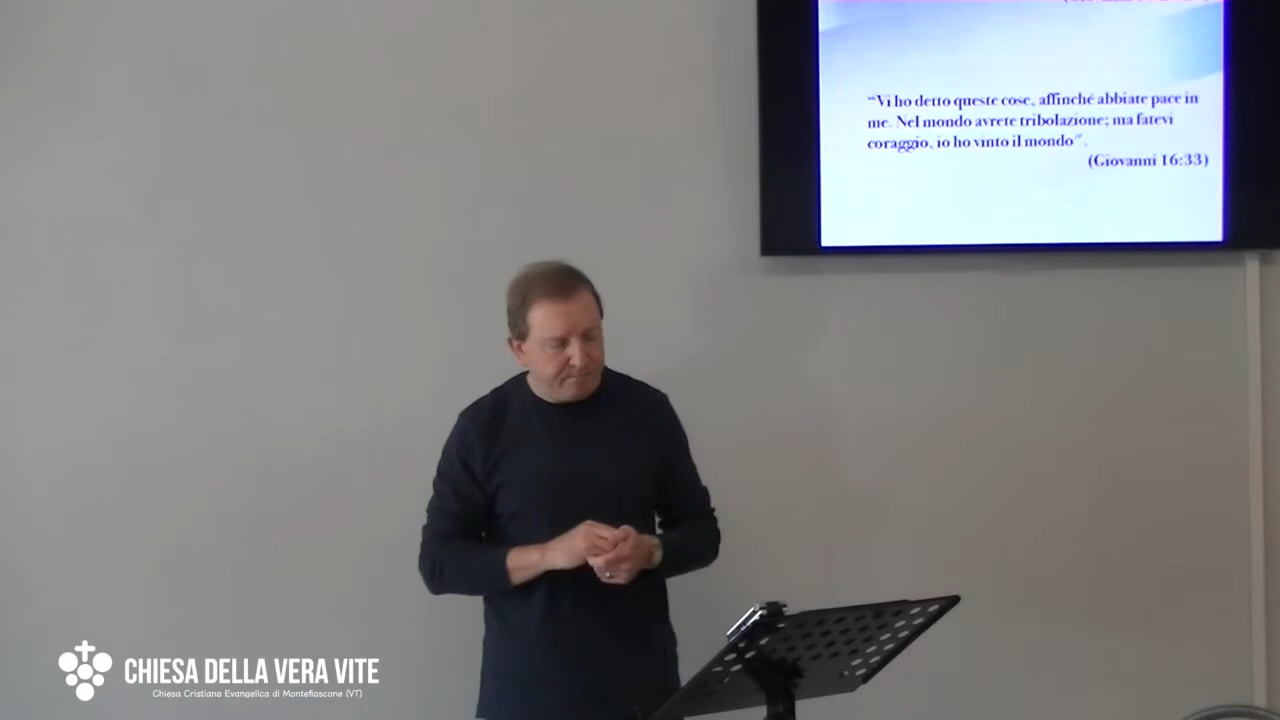 “Vi ho detto queste cose, affinché abbiate pace in
me. Nel mondo avrete tribolazione; ma fatevi
coraggio, io ho vinto il mondo”.
(Giovanni 16:33)
CHIESA DELLA VERA VITE
Chiesa Cristiana Evangelica di Montefiascone (VT)